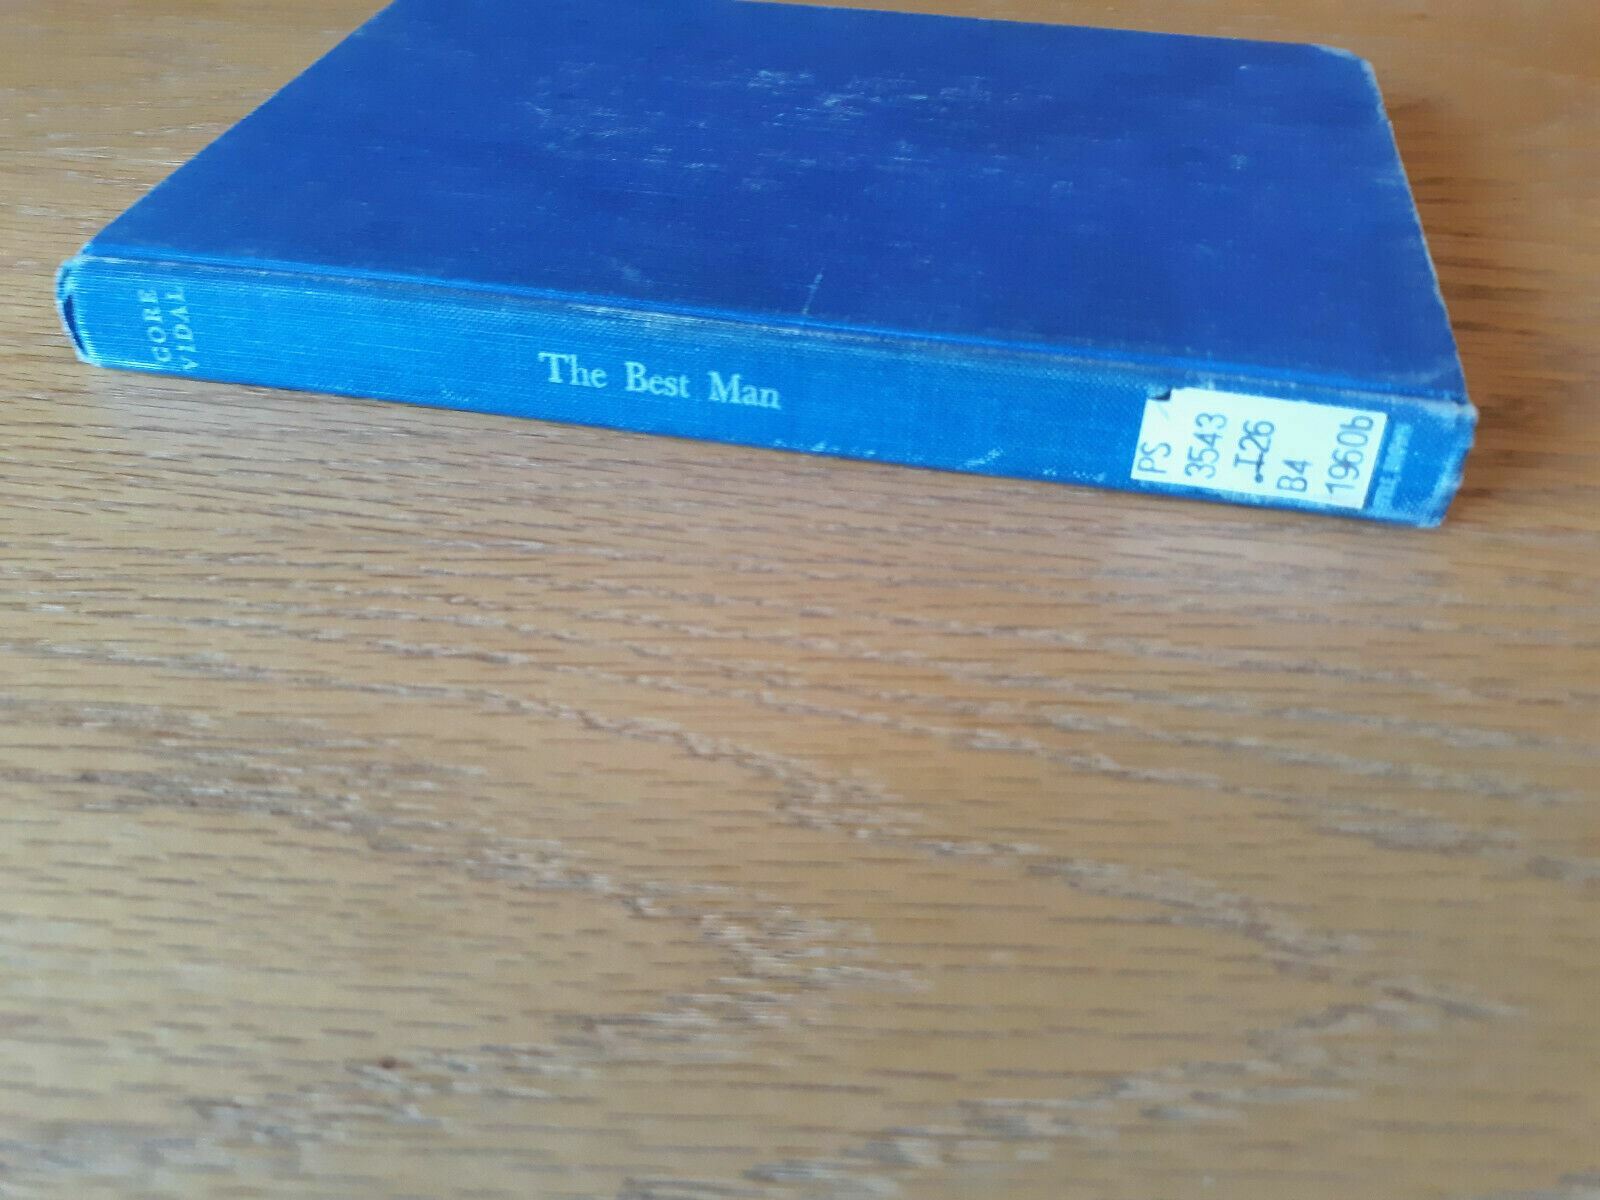 GORE
VIDAL
The Best Man
PS
3543
.I26
B4
1960b